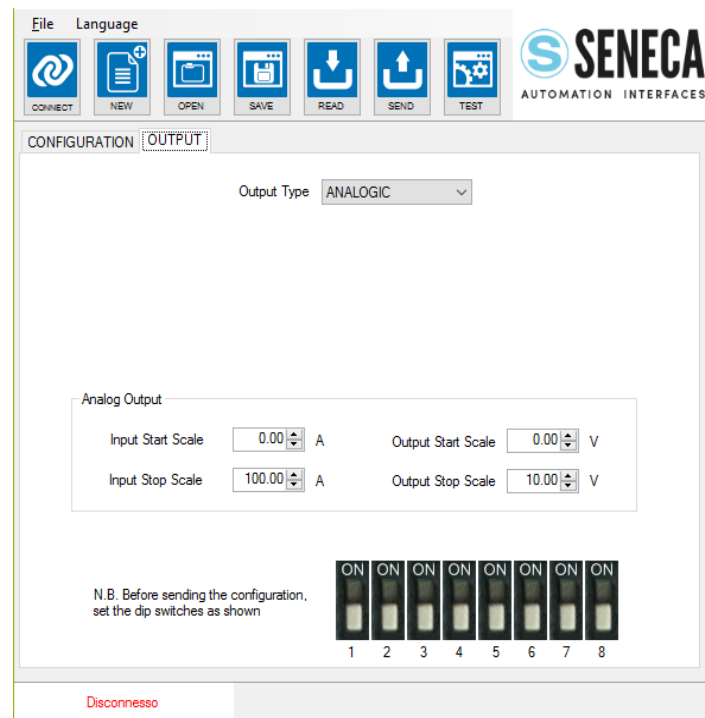 File Language
CONNECT NEW OPEN SAVE READ SEND TEST
S SENECA
AUTOMATION INTERFACES
CONFIGURATION OUTPUT
Output Type ANALOGIC
Analog Output
Input Start Scale 0.00 A Output Start Scale 0.00 V
Input Stop Scale 100.00 A Output Stop Scale 10.00 V
ON ON ON ON ON ON ON ON
N.B. Before sending the configuration,
set the dip switches as shown
1 2 3 4 5 6 7 8
Disconnesso